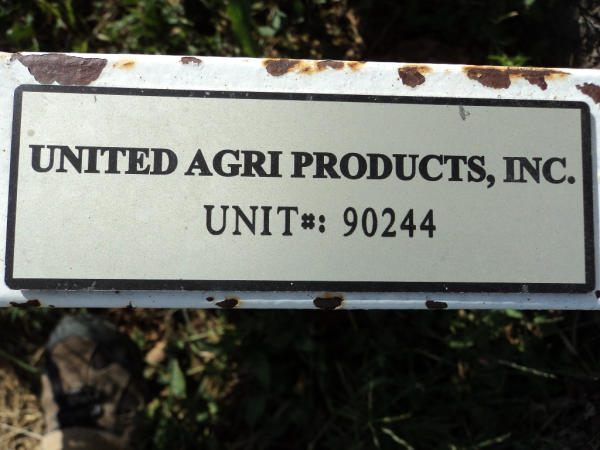 UNITED AGRI PRODUCTS, INC.
UNIT#: 90244